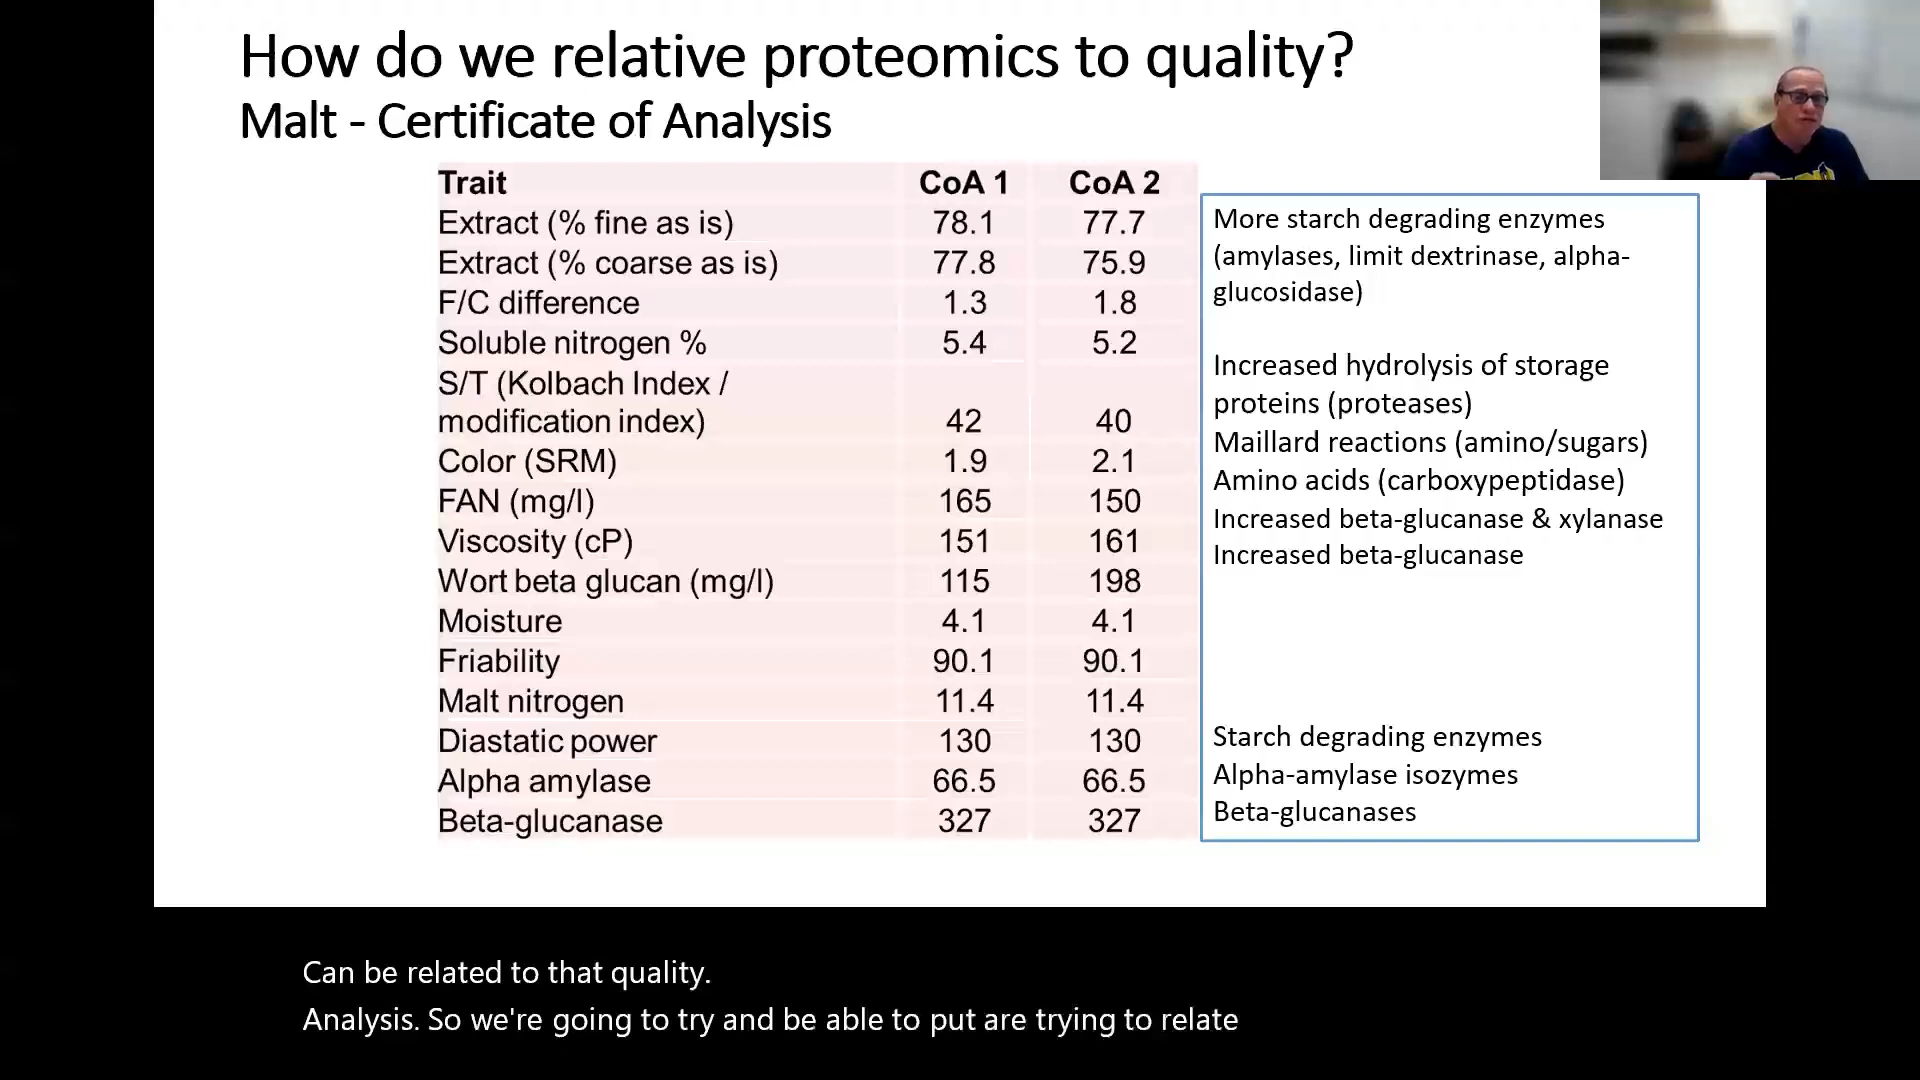 How do we relative proteomics to quality?
Malt - Certificate of Analysis
Trait CoA 1 CoA 2
Extract (% fine as is) 78.1 77.7
Extract (% coarse as is) 77.8 75.9
F/C difference 1.3 1.8
Soluble nitrogen % 5.4 5.2
S/T (Kolbach Index /
modification index) 42 40
Color (SRM) 1.9 2.1
FAN (mg/l) 165 150
Viscosity (cP) 151 161
Wort beta glucan (mg/l) 115 198
Moisture 4.1 4.1
Friability 90.1 90.1
Malt nitrogen 11.4 11.4
Diastatic power 130 130
Alpha amylase 66.5 66.5
Beta-glucanase 327 327
More starch degrading enzymes
(amylases, limit dextrinase, alpha-
glucosidase)
Increased hydrolysis of storage
proteins (proteases)
Maillard reactions (amino/sugars)
Amino acids (carboxypeptidase)
Increased beta-glucanase & xylanase
Increased beta-glucanase
Starch degrading enzymes
Alpha-amylase isozymes
Beta-glucanases
Can be related to that quality.
Analysis. So we're going to try and be able to put are trying to relate